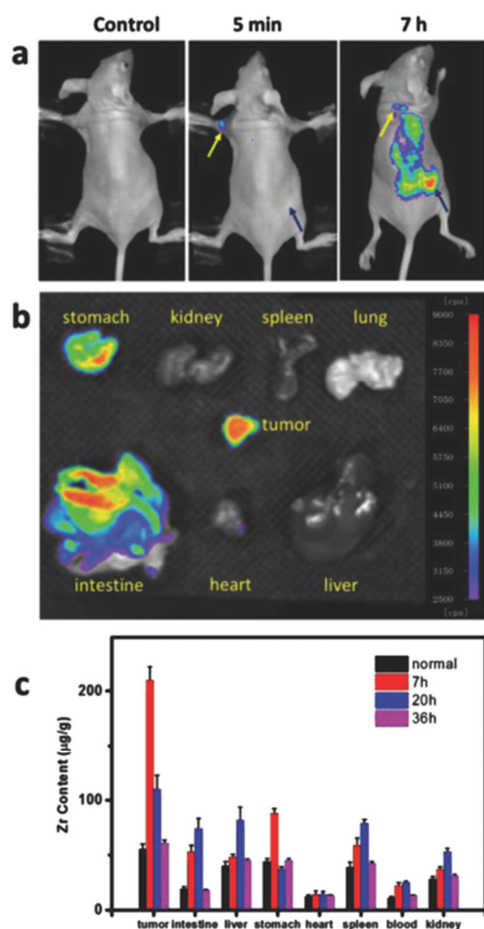 Control 5 min 7 h
a
b
[cps]
9000
stomach kidney spleen lung
7700
7050
6400
tumor
5750
5100
4450
3800
3150
intestine heart liver
2500
[cps]
c
normal
7h
20h
36h
200
100
0
Zr Content (μg/g)
tumor intestine liver stomach heart spleen blood kidney